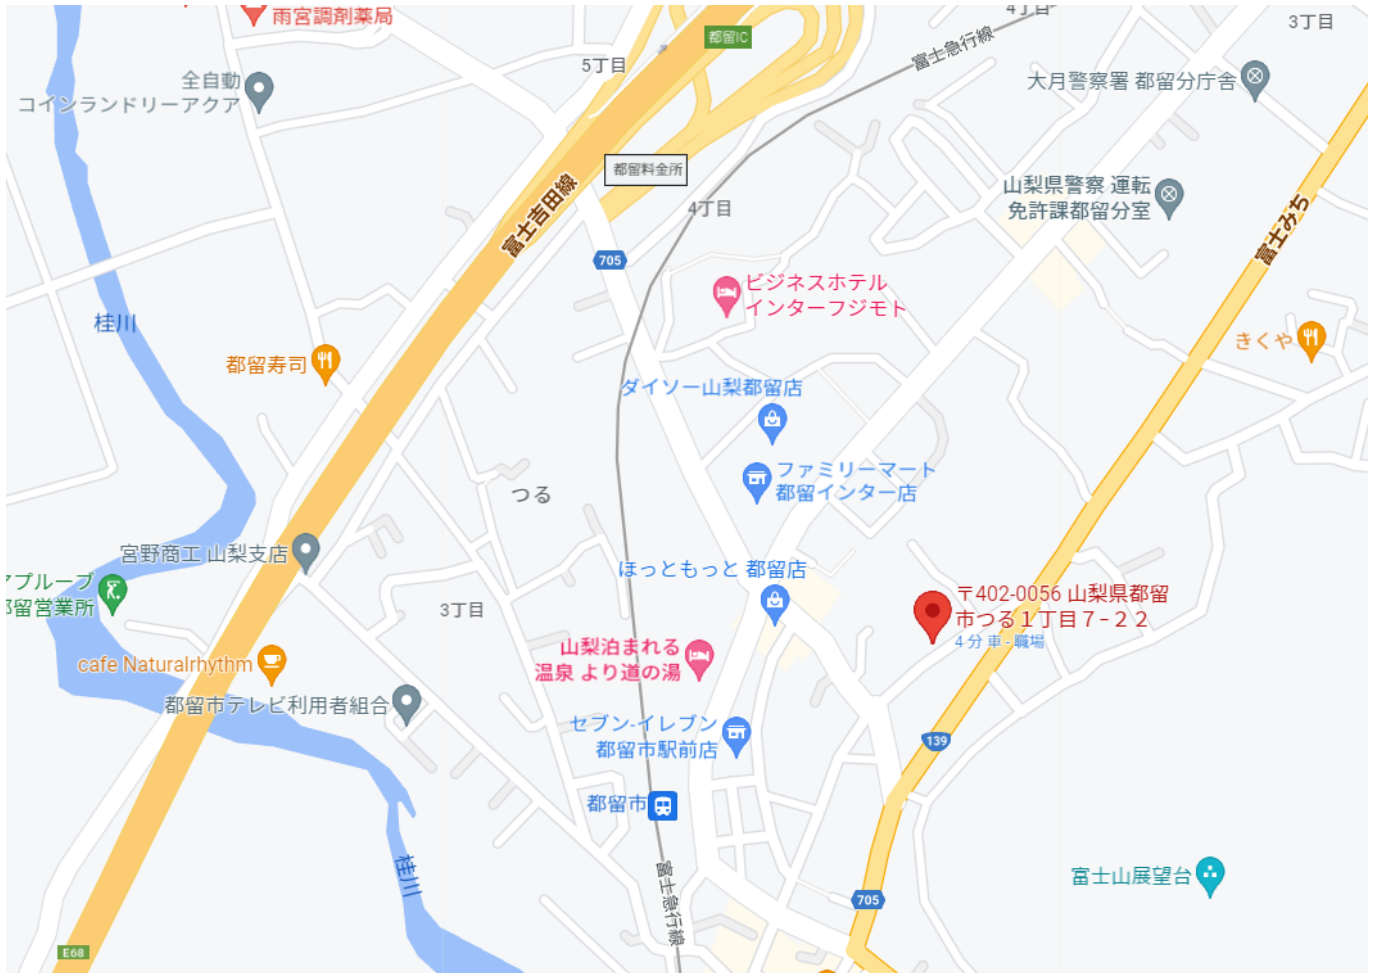 雨宮調剤薬局
4丁目
3丁目
都留IC
富士急行線
5丁目
全自動
コインランドリーアクア
大月警察署 都留分庁舎
都留料金所
山梨県警察 運転
免許課都留分室
4丁目
富士吉田線
富士みち
705
ビジネスホテル
インターフジモト
桂川
きくや
都留寿司
ダイソー山梨都留店
ファミリーマート
都留インター店
つる
宮野商工 山梨支店
ほっともっと 都留店
アプルーブ
都留営業所
〒402-0056 山梨県都留
市つる１丁目７−２２
4 分 車 - 職場
3丁目
山梨泊まれる
温泉 より道の湯
cafe Naturalrhythm
都留市テレビ利用者組合
セブン-イレブン
都留市駅前店
139
都留市
桂川
富士山展望台
富士急行線
705
E68